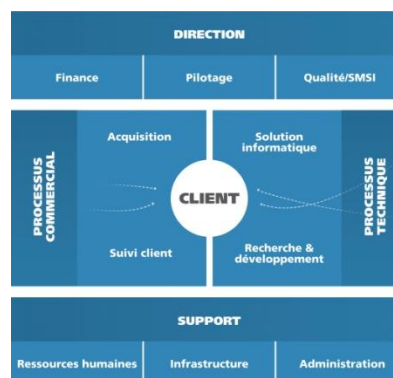 DIRECTION
Finance
Pilotage
Qualité/SMSI
PROCESSUS
COMMERCIAL
Acquisition
Suivi client
CLIENT
Solution
informatique
Recherche &
développement
PROCESSUS
TECHNIQUE
SUPPORT
Ressources humaines
Infrastructure
Administration